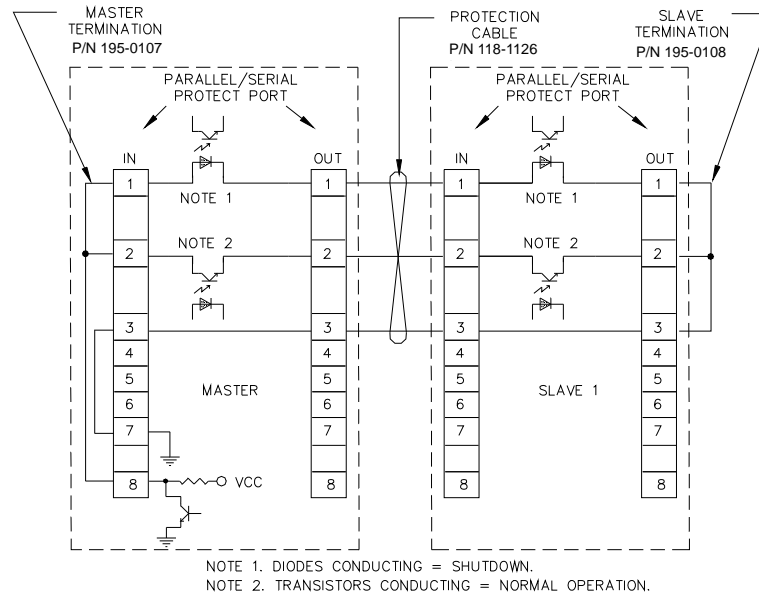 MASTER
TERMINATION
P/N 195-0107
PROTECTION
CABLE
P/N 118-1126
SLAVE
TERMINATION
P/N 195-0108
PARALLEL/SERIAL
PROTECT PORT
PARALLEL/SERIAL
PROTECT PORT
IN
OUT
IN
OUT
1
NOTE 1
1
1
NOTE 1
1
2
NOTE 2
2
2
NOTE 2
2
3
3
3
3
4
4
4
4
5
5
5
5
MASTER
SLAVE 1
6
6
6
6
7
7
7
7
8
VCC
8
8
8
NOTE 1. DIODES CONDUCTING = SHUTDOWN.
NOTE 2. TRANSISTORS CONDUCTING = NORMAL OPERATION.